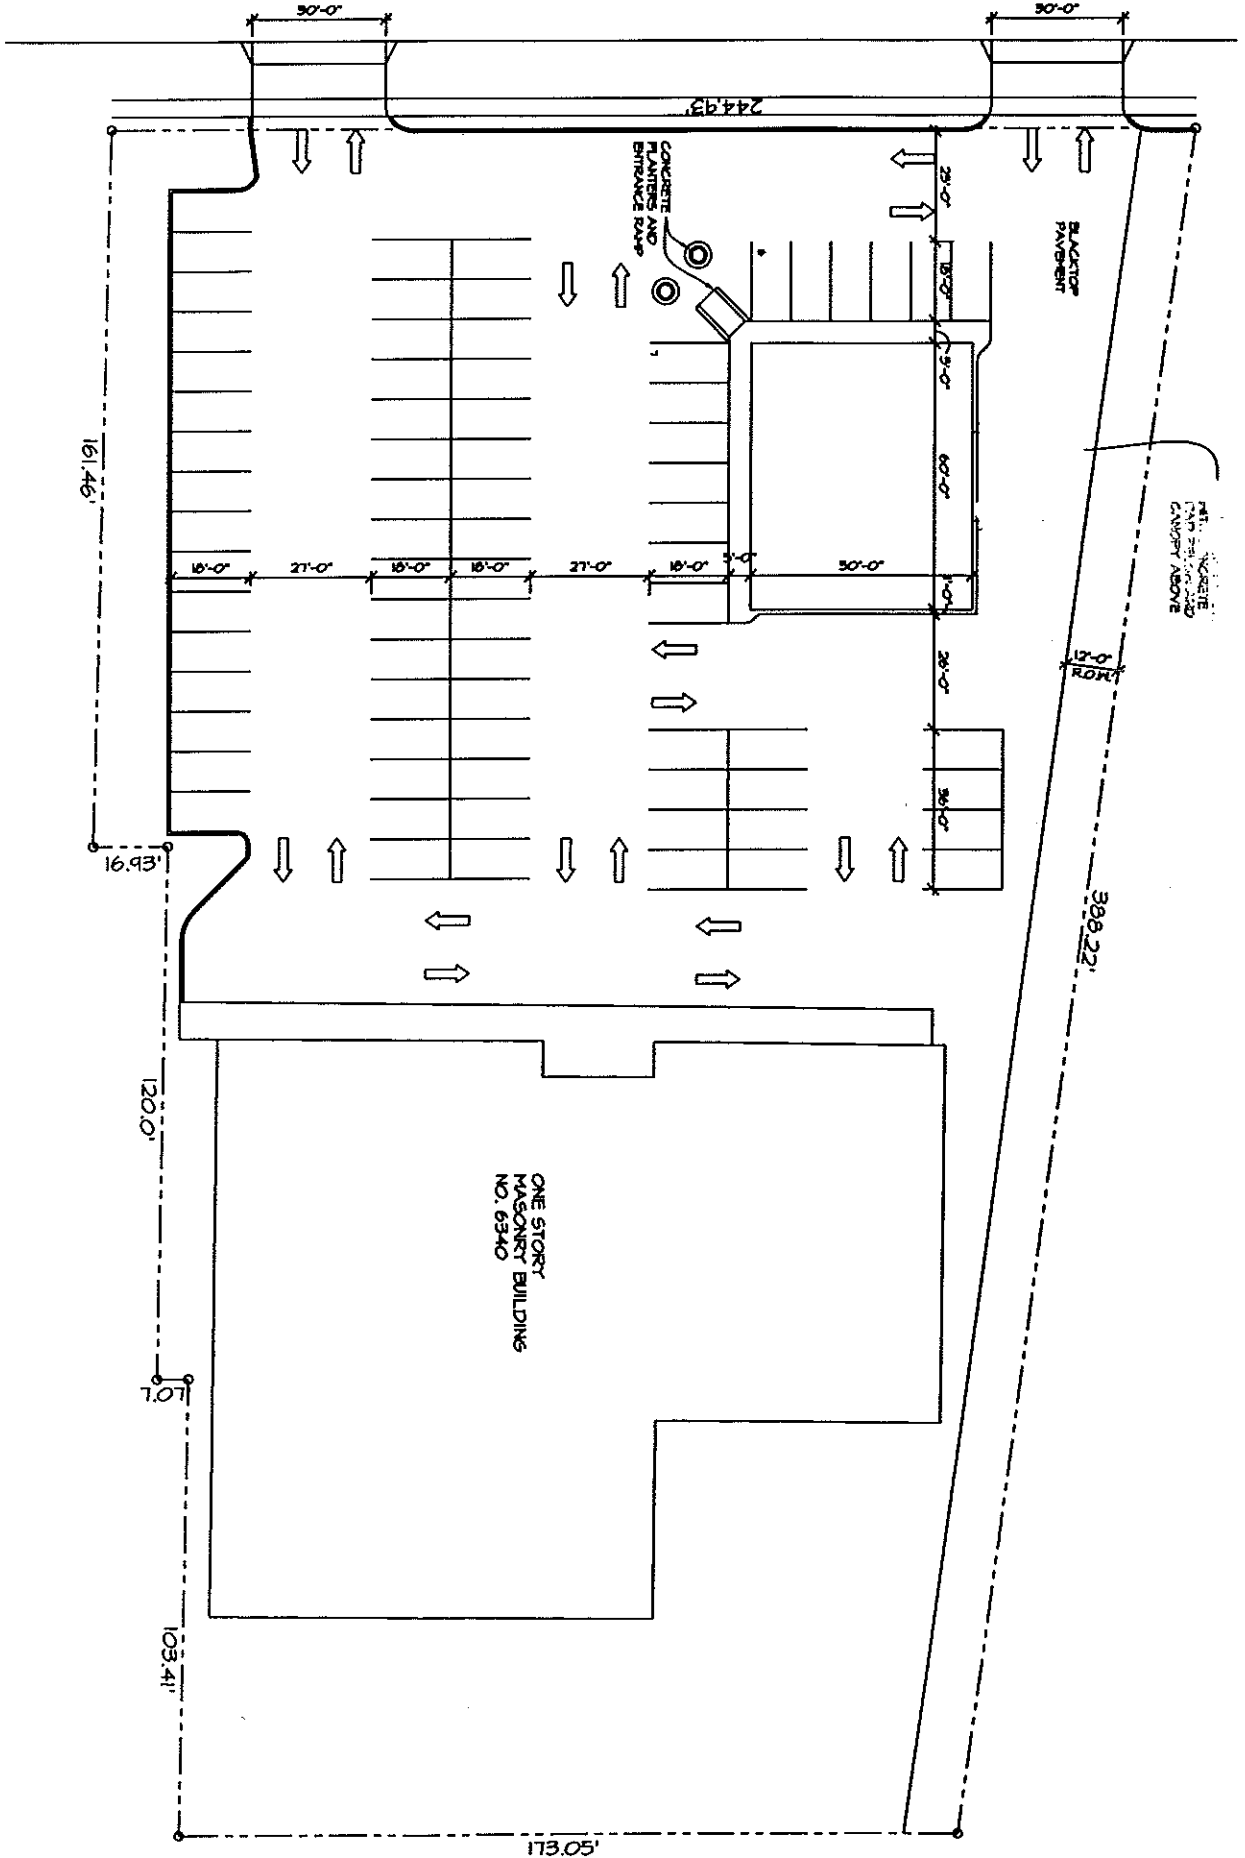 30'-0"
30'-0"
244.93'
CONCRETE
PLANTERS AND
ENTRANCE RAMP
25'-0"
BLACKTOP
PAVEMENT
18'-0"
5'-0"
60'-0"
161.46'
CANOPY ABOVE
18'-0"
27'-0"
18'-0"
18'-0"
27'-0"
18'-0"
50'-0"
26'-0"
12'-0"
R.O.W.
36'-0"
16.93'
388.22'
120.0'
ONE STORY
MASONRY BUILDING
NO. 6340
7.07
103.41'
173.05'